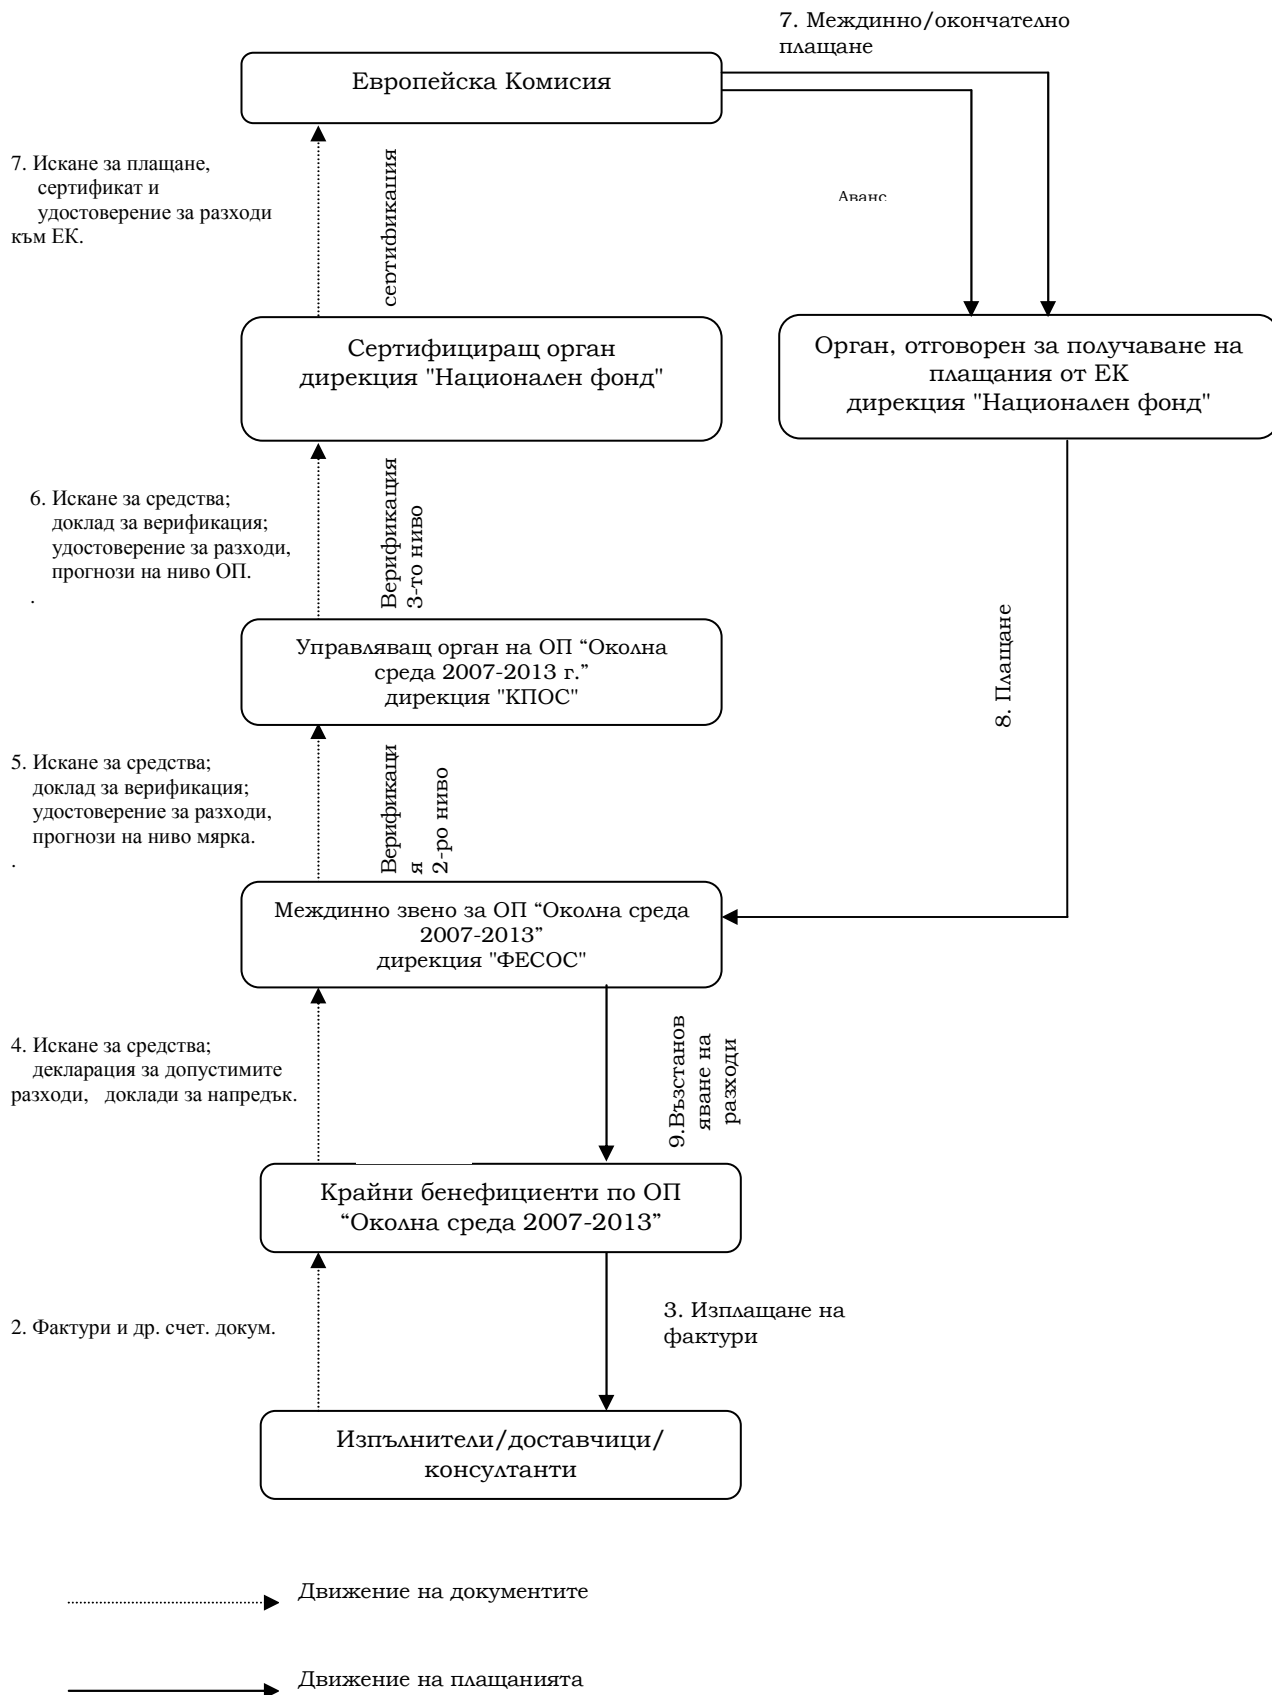 7. Междинно/окончателно
плащане
Европейска Комисия
7. Искане за плащане,
сертификат и
удостоверение за разходи
към ЕК.
сертификация
Аванс
Сертифициращ орган
дирекция "Национален фонд"
Орган, отговорен за получаване на
плащания от ЕК
дирекция "Национален фонд"
6. Искане за средства;
доклад за верификация;
удостоверение за разходи,
прогнози на ниво ОП.
.
Верификация
3-то ниво
8. Плащане
Управляващ орган на ОП “Околна
среда 2007-2013 г.”
дирекция "КПОС"
5. Искане за средства;
доклад за верификация;
удостоверение за разходи,
прогнози на ниво мярка.
.
Верификаци
я
2-ро ниво
Междинно звено за ОП “Околна среда
2007-2013”
дирекция "ФЕСОС"
4. Искане за средства;
декларация за допустимите
разходи, доклади за напредък.
9.Възстанов
яване на
разходи
Крайни бенефициенти по ОП
“Околна среда 2007-2013”
2. Фактури и др. счет. докум.
3. Изплащане на
фактури
Изпълнители/доставчици/
консултанти
Движение на документите
Движение на плащанията